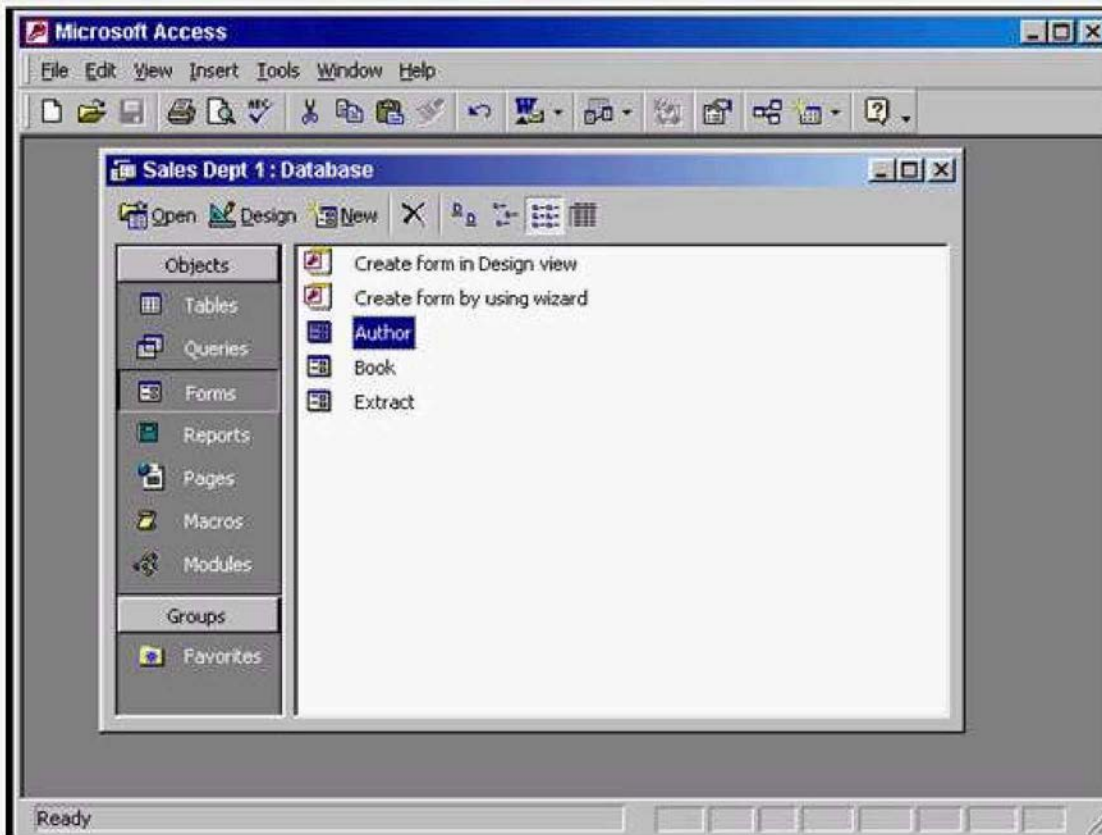 Microsoft Access
File Edit View Insert Tools Window Help
Sales Dept 1 : Database
Open Design New
Objects
Tables
Queries
Forms
Reports
Pages
Macros
Modules
Groups
Favorites
Create form in Design view
Create form by using wizard
Author
Book
Extract
Ready